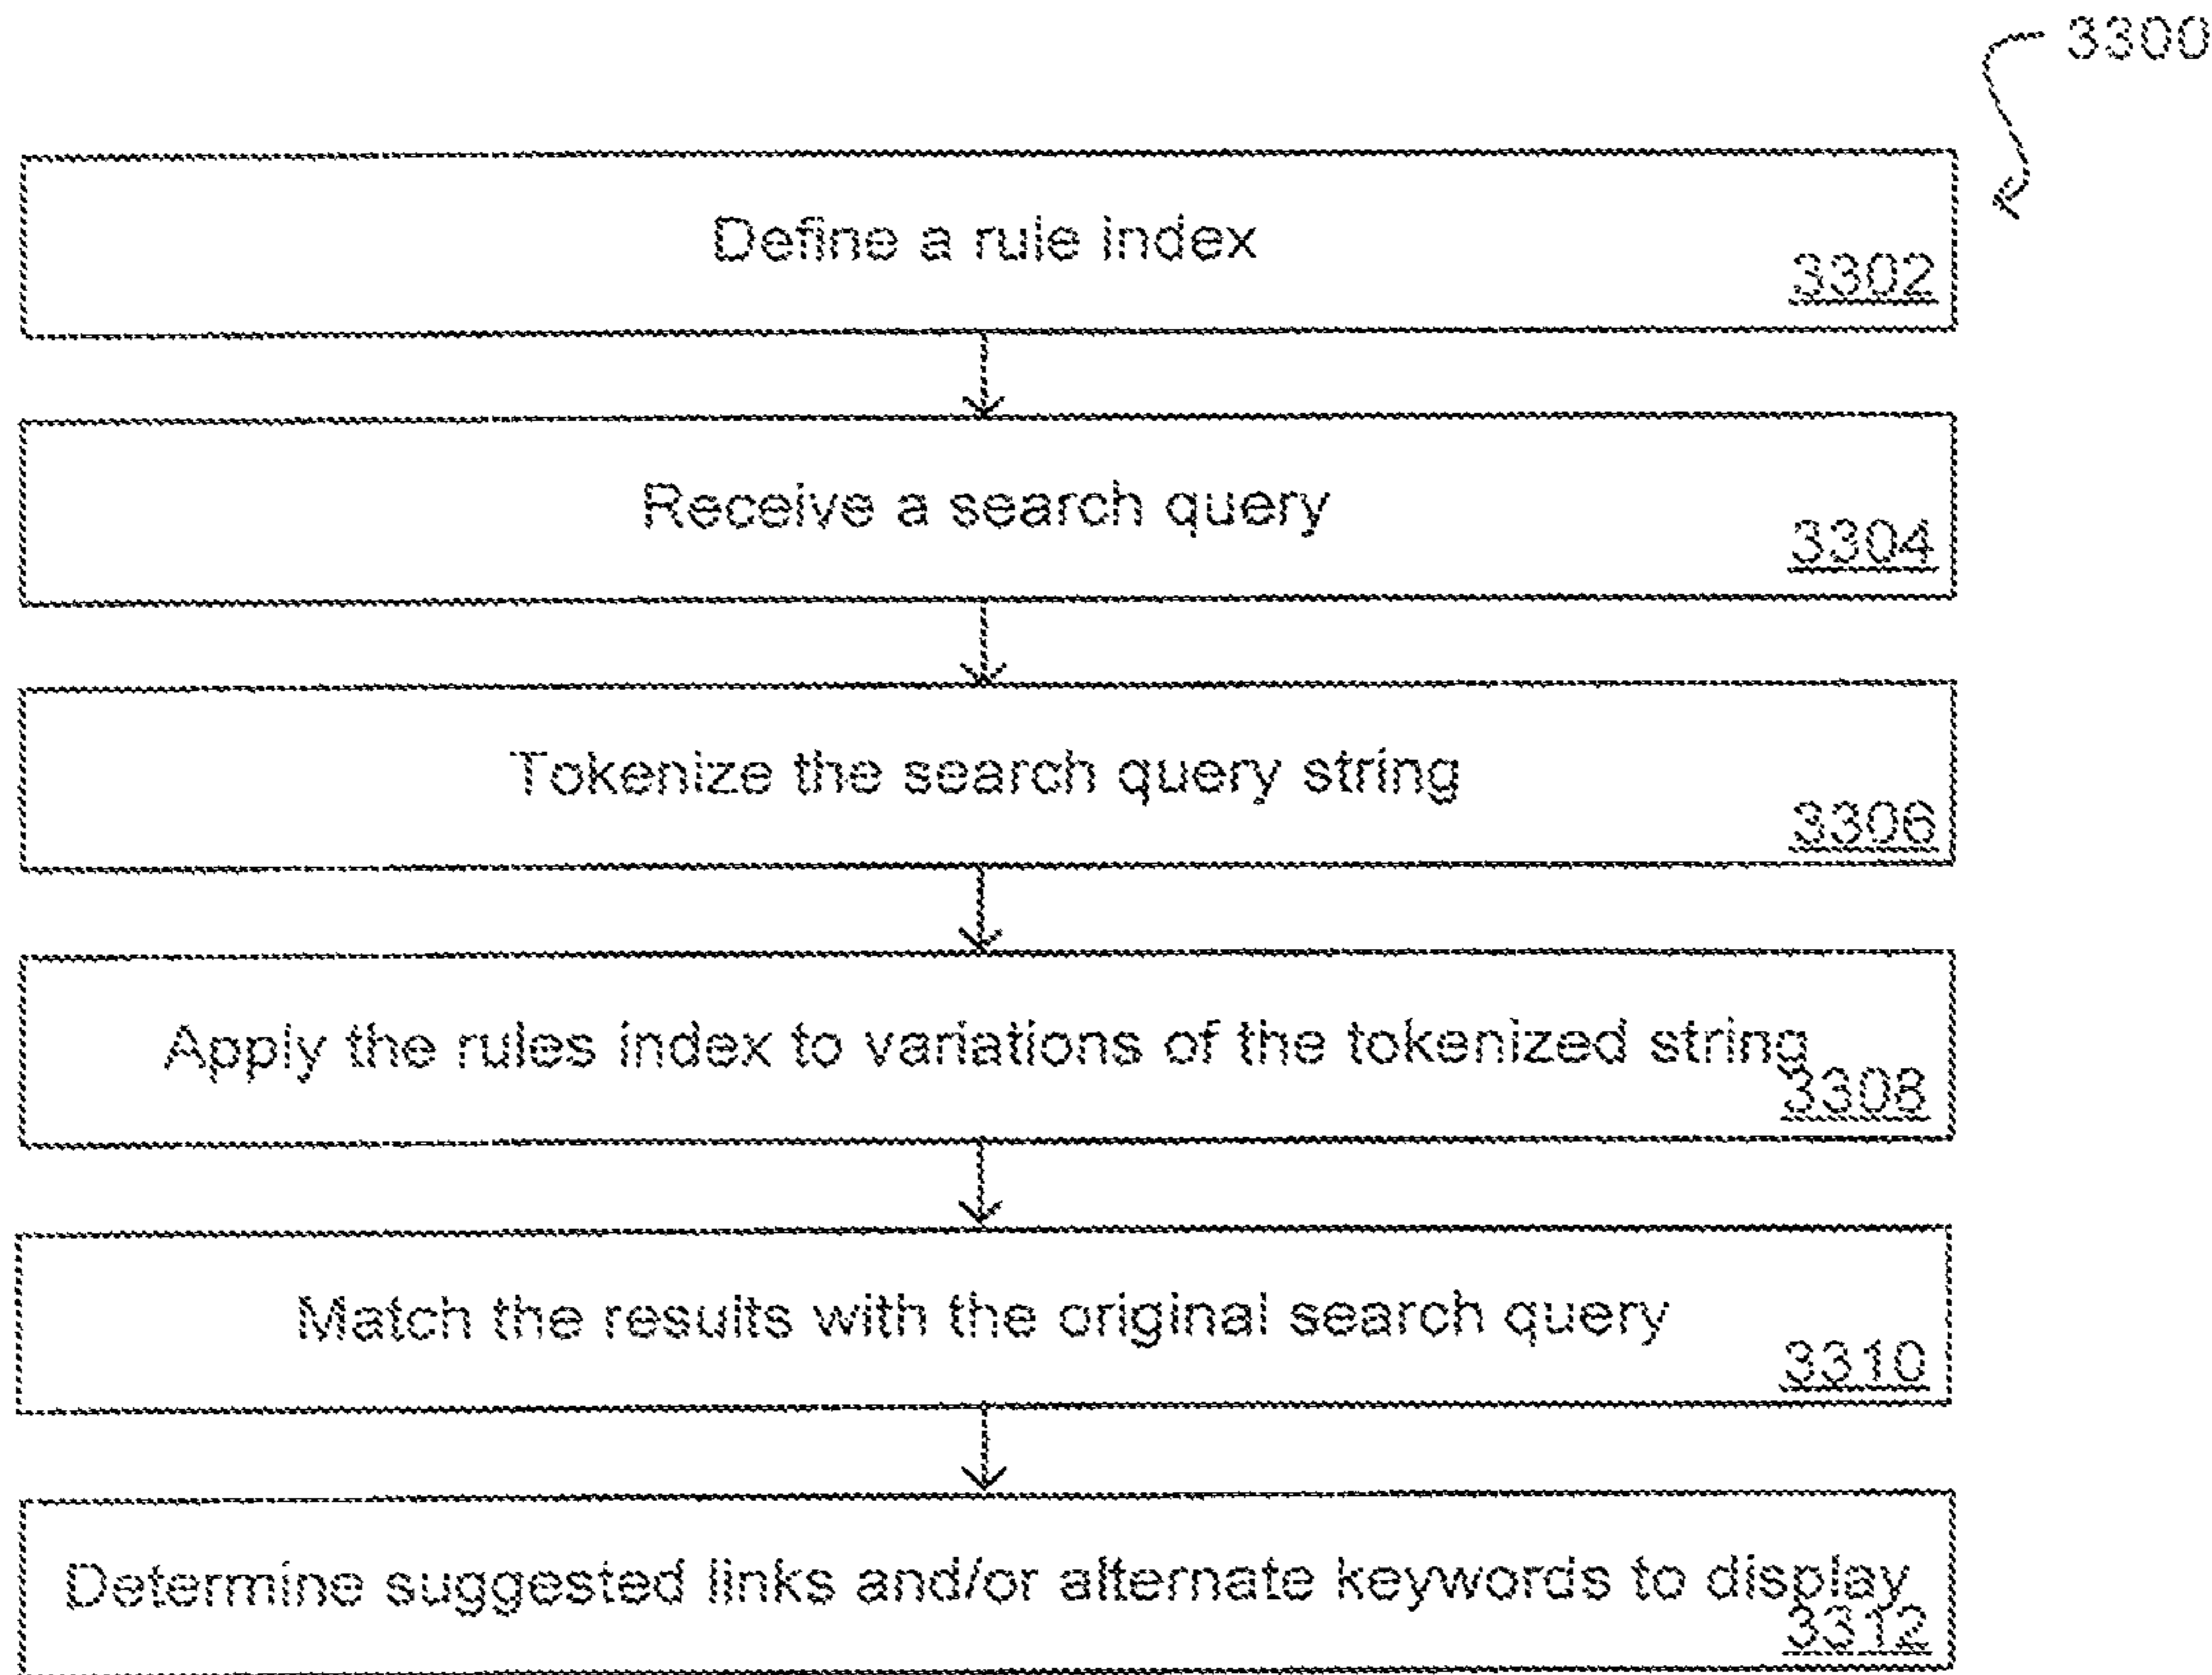 3300
Define a rule index
3302
Receive a search query
3304
Tokenize the search query string
3306
Apply the rules index to variations of the tokenized string
3308
Match the results with the original search query
3310
Determine suggested links and/or alternate keywords to display
3312